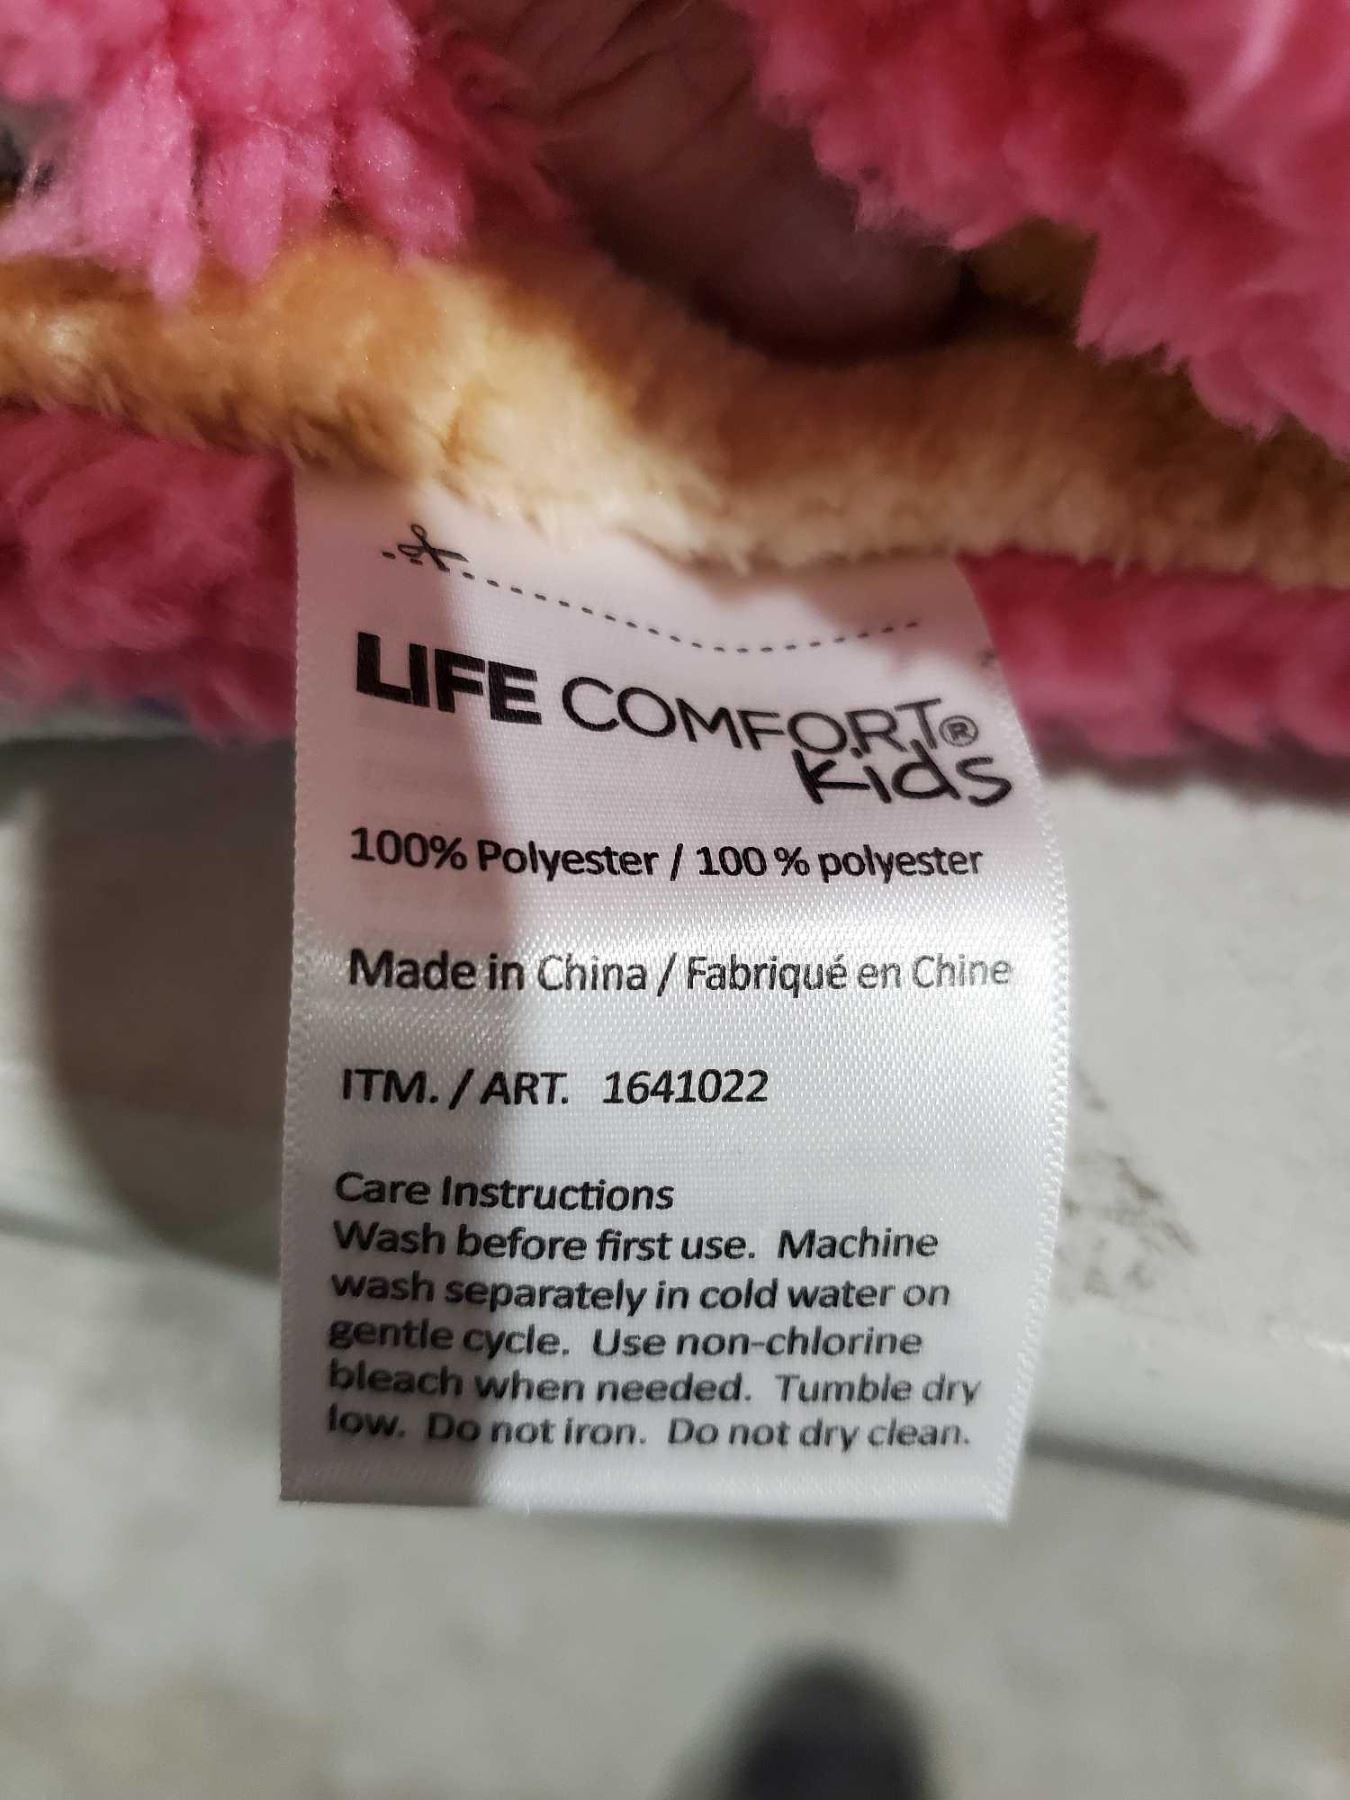 LIFE COMFORT®
kids
100% Polyester / 100 % polyester
Made in China / Fabriqué en Chine
ITM. / ART. 1641022
Care Instructions
Wash before first use. Machine
wash separately in cold water on
gentle cycle. Use non-chlorine
bleach when needed. Tumble dry
low. Do not iron. Do not dry clean.